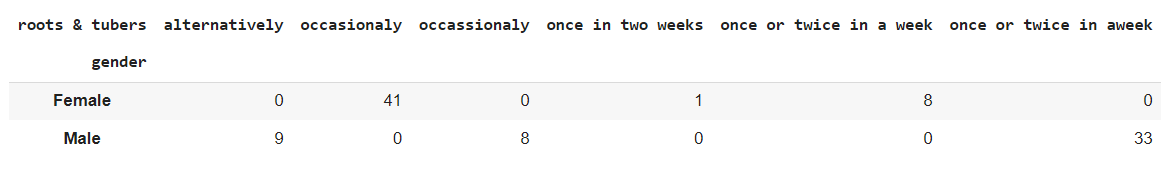 roots & tubers alternatively occasionaly occassionaly once in two weeks once or twice in a week once or twice in aweek
gender
Female 0 41 0 1 8 0
Male 9 0 8 0 0 33